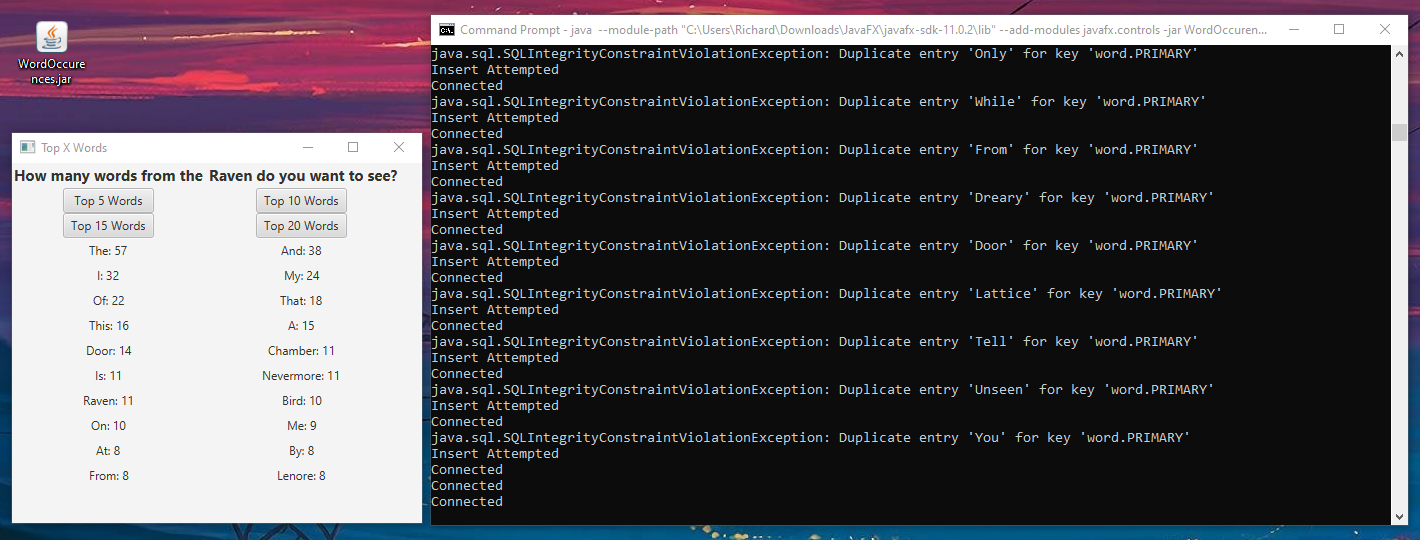 WordOccure
nces.jar
Top X Words
How many words from the Raven do you want to see?
Top 5 Words Top 10 Words
Top 15 Words Top 20 Words
The: 57 And: 38
I: 32 My: 24
Of: 22 That: 18
This: 16 A: 15
Door: 14 Chamber: 11
Is: 11 Nevermore: 11
Raven: 11 Bird: 10
On: 10 Me: 9
At: 8 By: 8
From: 8 Lenore: 8
Command Prompt - java --module-path "C:\Users\Richard\Downloads\JavaFX\javafx-sdk-11.0.2\lib" --add-modules javafx.controls -jar WordOccuren...
java.sql.SQLIntegrityConstraintViolationException: Duplicate entry 'Only' for key 'word.PRIMARY'
Insert Attempted
Connected
java.sql.SQLIntegrityConstraintViolationException: Duplicate entry 'While' for key 'word.PRIMARY'
Insert Attempted
Connected
java.sql.SQLIntegrityConstraintViolationException: Duplicate entry 'From' for key 'word.PRIMARY'
Insert Attempted
Connected
java.sql.SQLIntegrityConstraintViolationException: Duplicate entry 'Dreary' for key 'word.PRIMARY'
Insert Attempted
Connected
java.sql.SQLIntegrityConstraintViolationException: Duplicate entry 'Door' for key 'word.PRIMARY'
Insert Attempted
Connected
java.sql.SQLIntegrityConstraintViolationException: Duplicate entry 'Lattice' for key 'word.PRIMARY'
Insert Attempted
Connected
java.sql.SQLIntegrityConstraintViolationException: Duplicate entry 'Tell' for key 'word.PRIMARY'
Insert Attempted
Connected
java.sql.SQLIntegrityConstraintViolationException: Duplicate entry 'Unseen' for key 'word.PRIMARY'
Insert Attempted
Connected
java.sql.SQLIntegrityConstraintViolationException: Duplicate entry 'You' for key 'word.PRIMARY'
Insert Attempted
Connected
Connected
Connected